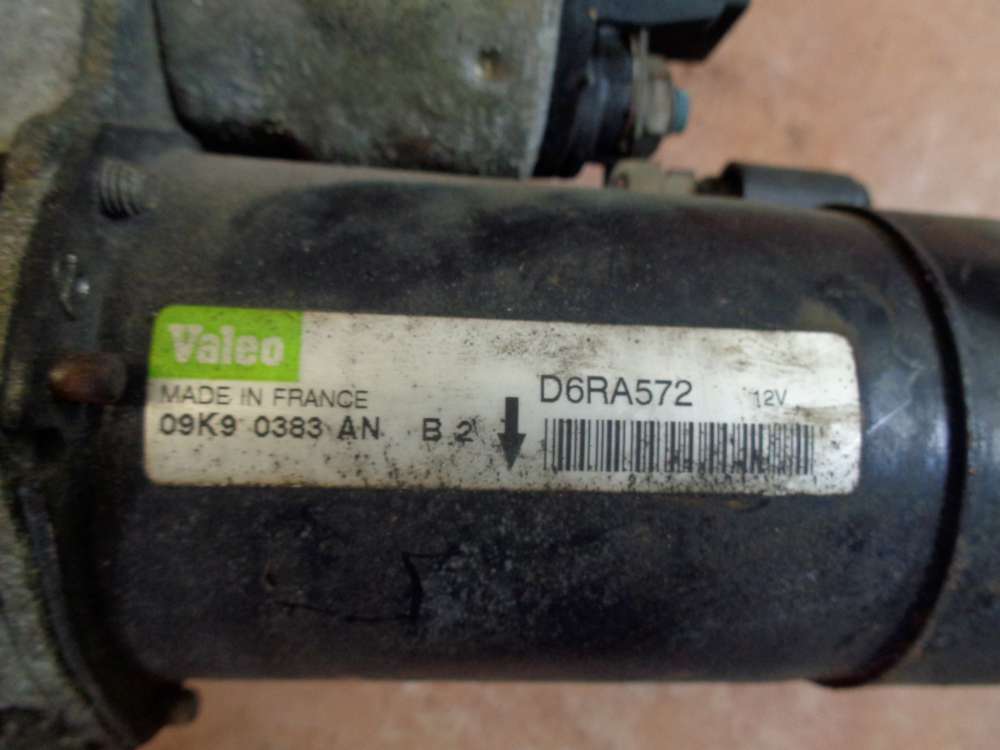 Valeo
MADE IN FRANCE
09K9 0383 AN B 2
D6RA572 12V